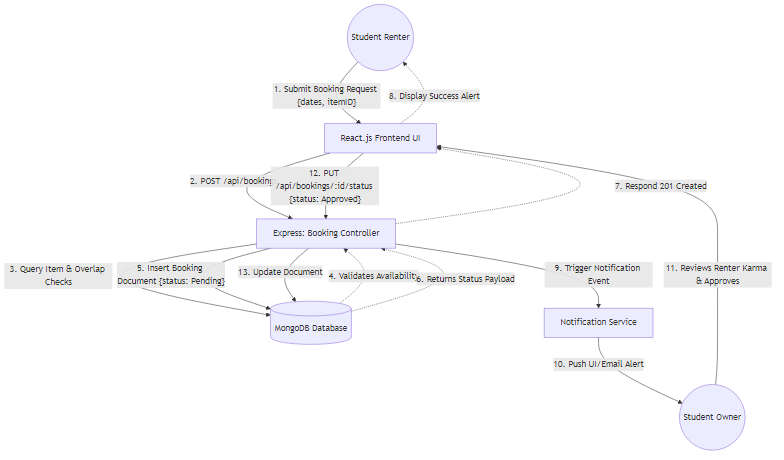 Student Renter
1. Submit Booking Request
{dates, itemID}
8. Display Success Alert
React.js Frontend UI
2. POST /api/booking
12. PUT
/api/bookings/:id/status
{status: Approved}
7. Respond 201 Created
Express: Booking Controller
3. Query Item & Overlap
Checks
5. Insert Booking
Document {status: Pending}
13. Update Document
4. Validates Availability
6. Returns Status Payload
9. Trigger Notification
Event
11. Reviews Renter Karma
& Approves
MongoDB Database
Notification Service
10. Push UI/Email Alert
Student Owner